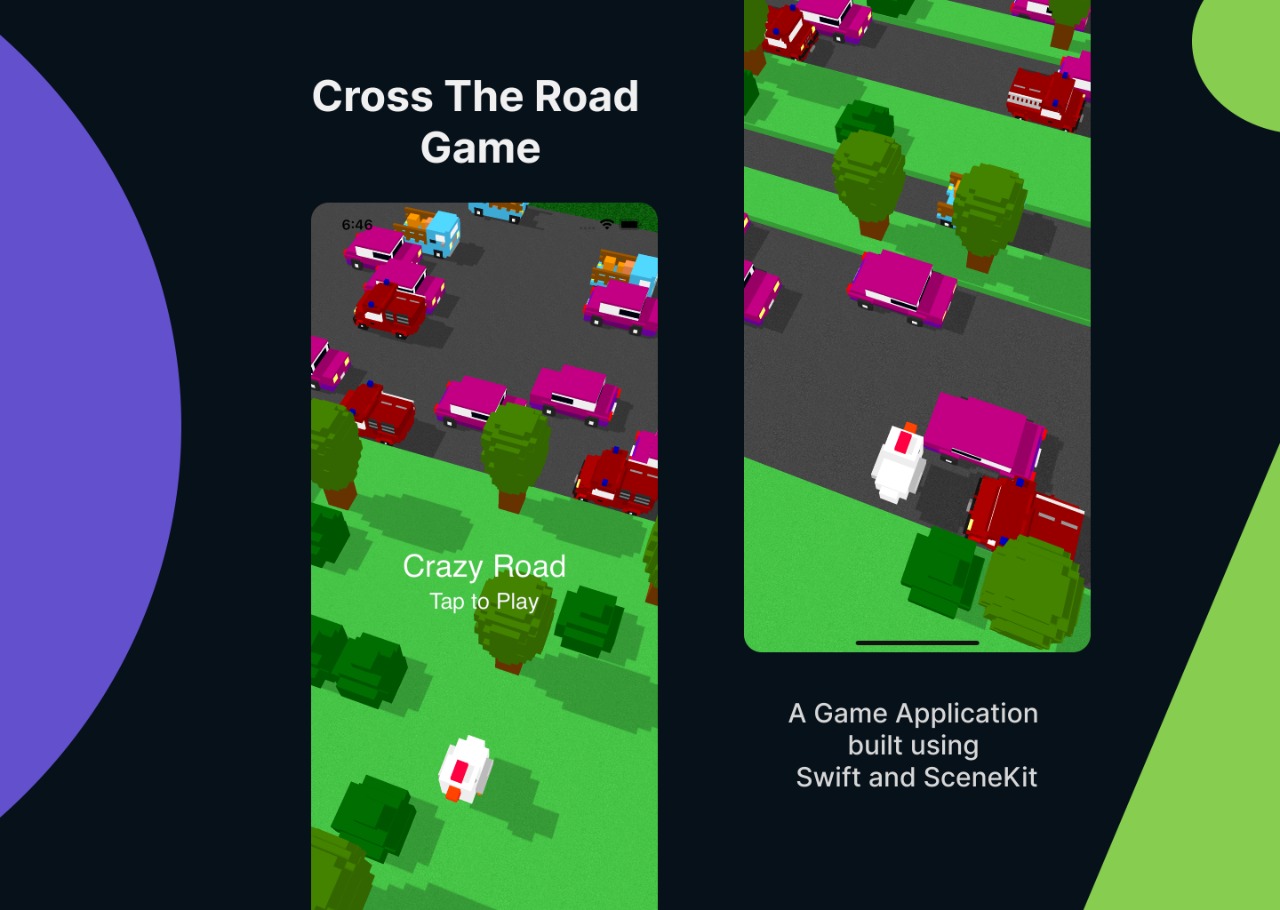 Cross The Road
Game
6:46
Crazy Road
Tap to Play
A Game Application
built using
Swift and SceneKit